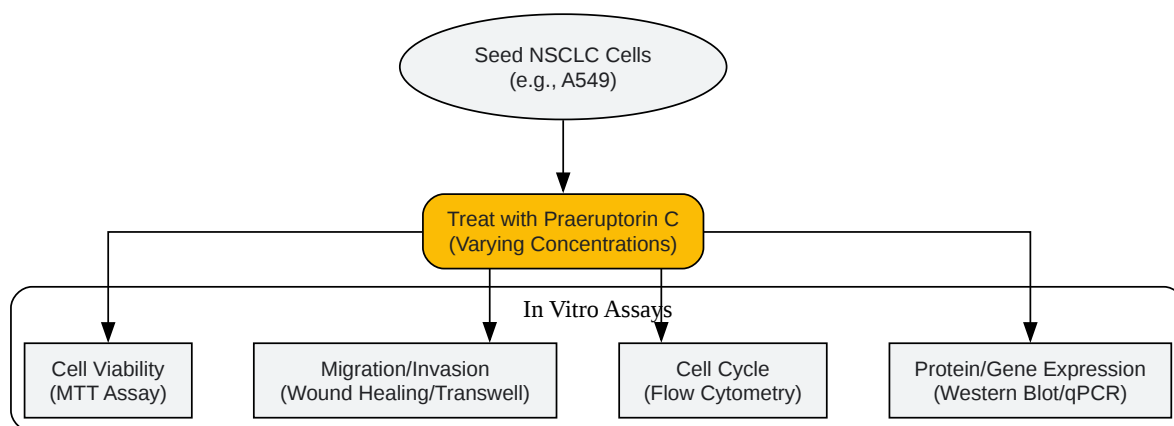 Seed NSCLC Cells
(e.g., A549)
Treat with Praeruptorin C
(Varying Concentrations)
In Vitro Assays
Cell Viability
(MTT Assay)
Migration/Invasion
(Wound Healing/Transwell)
Cell Cycle
(Flow Cytometry)
Protein/Gene Expression
(Western Blot/qPCR)